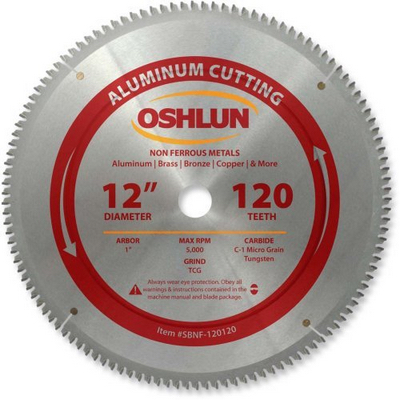 ALUMINUM CUTTING
OSHLUN
NON FERROUS METALS
Aluminum | Brass | Bronze | Copper | & More
12” 120
DIAMETER TEETH
ARBOR MAX RPM CARBIDE
1" 5,000 C-1 Micro Grain
Tungsten
GRIND
TCG
Always wear eye protection. Obey all
warnings & instructions contained in the
machine manual and blade package.
Item #SBNF-120120